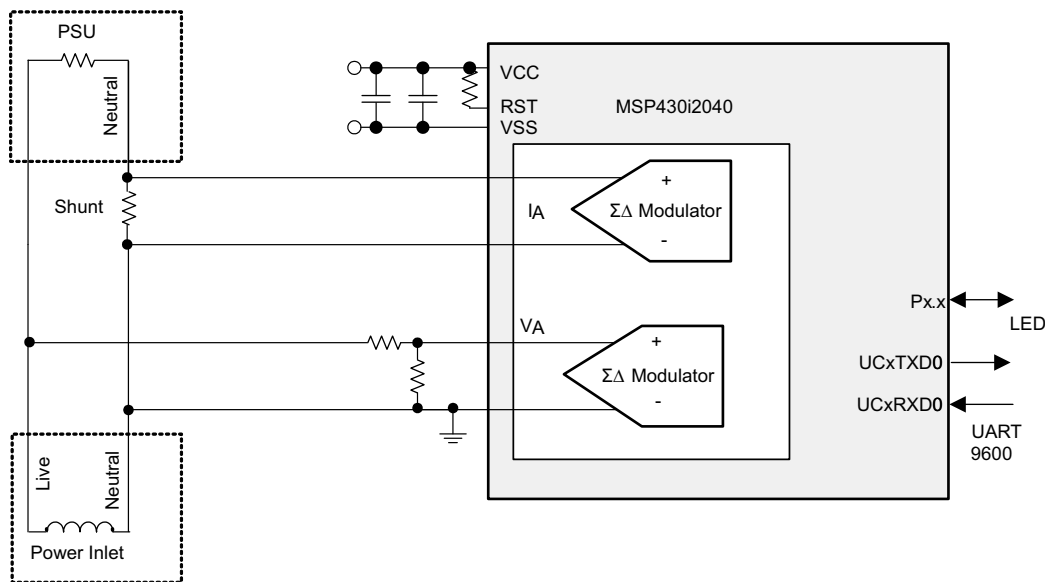 PSU
Neutral
Shunt
VCC
RST
VSS
MSP430i2040
IA
+
ΣΔ Modulator
-
VA
+
ΣΔ Modulator
-
Px.x
LED
UCxTXD0
UCxRXD0
UART
9600
Live
Neutral
Power Inlet